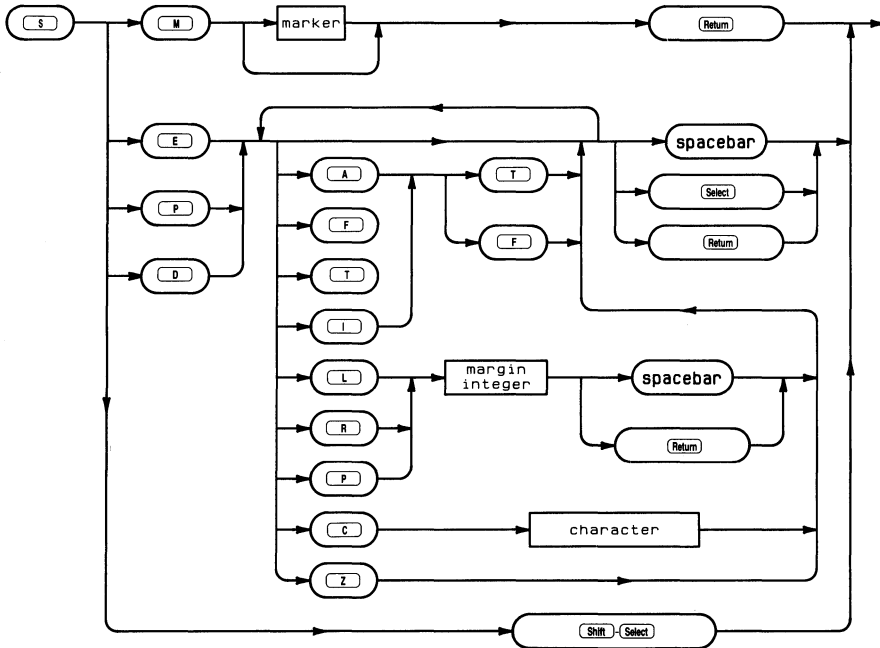 S M marker Return
E spacebar
A T Select
P F F Return
D T
I
L margin integer spacebar
R Return
P
C character
Z
Shift - Select